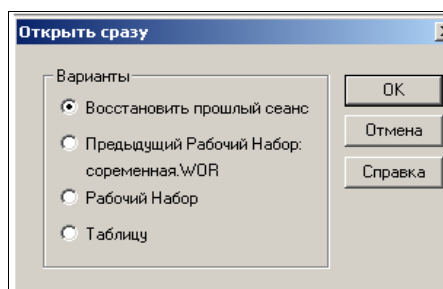 Открыть сразу
Варианты
Восстановить прошлый сеанс
Предыдущий Рабочий Набор:
соременная.WOR
Рабочий Набор
Таблицу
OK
Отмена
Справка